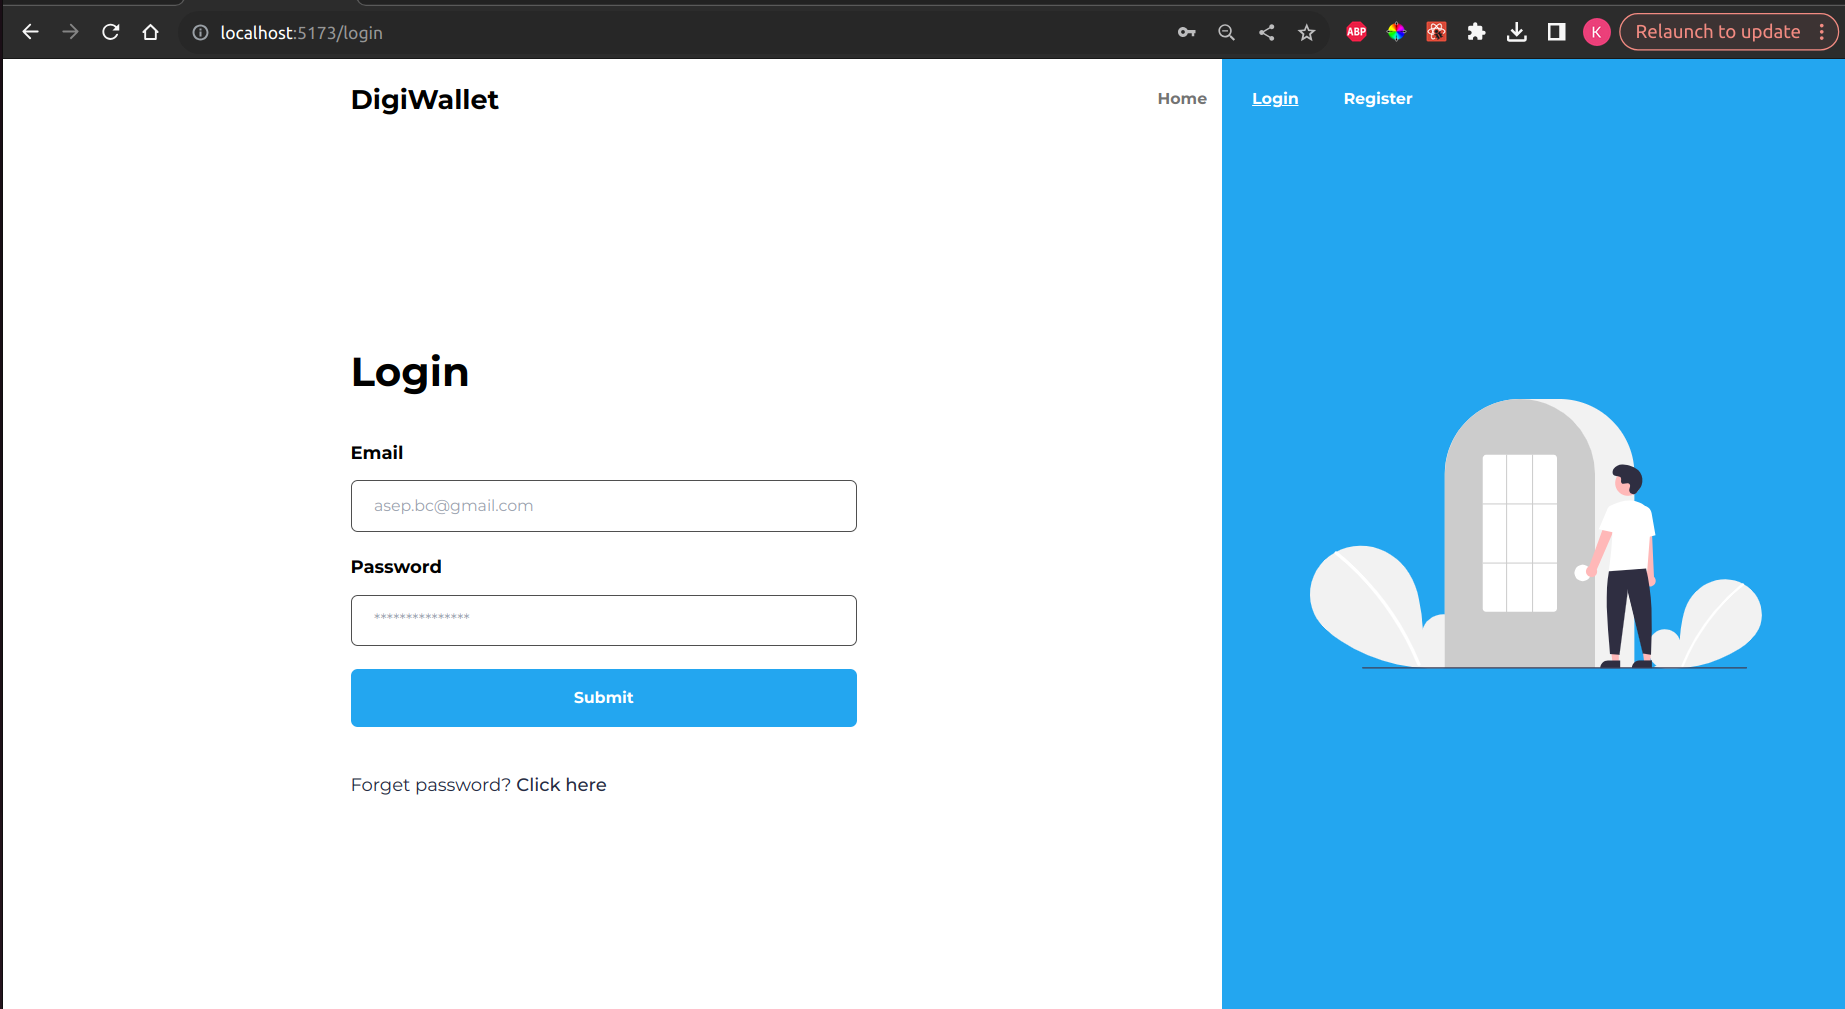 localhost:5173/login
ABP
K
Relaunch to update
DigiWallet
Home Login Register
Login
Email
asep.bc@gmail.com
Password
***************
Submit
Forget password? Click here